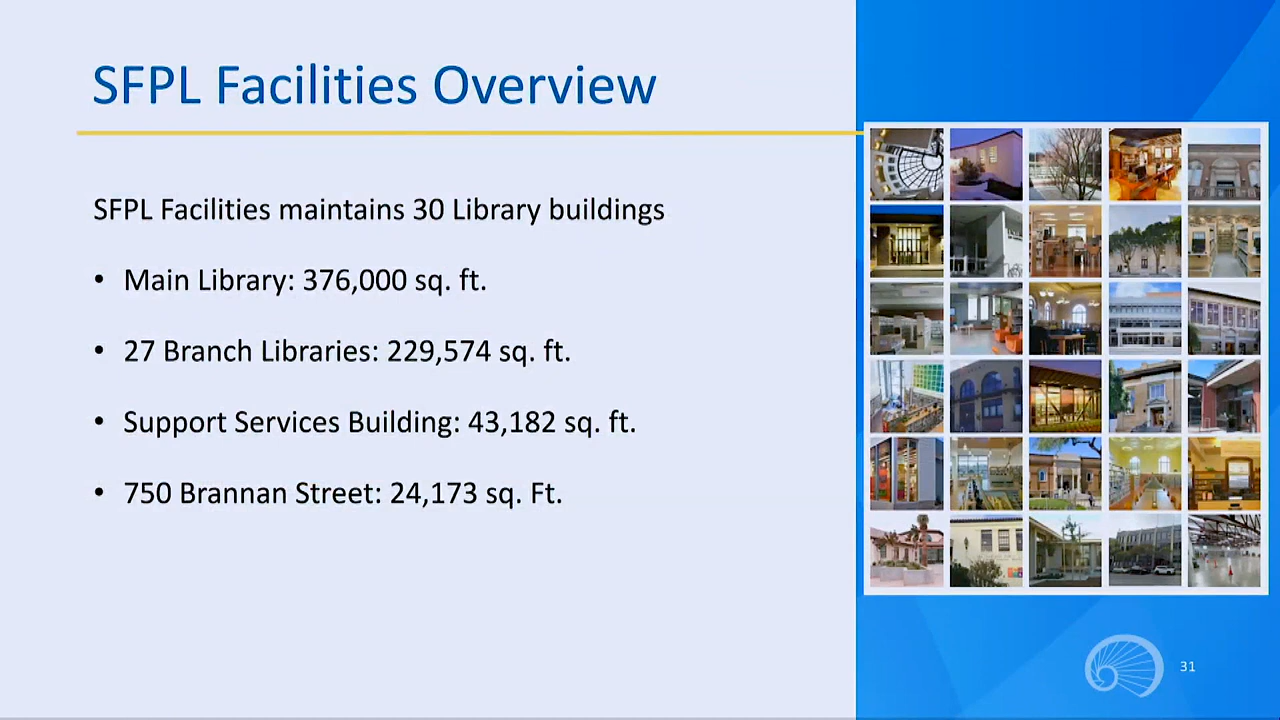 SFPL Facilities Overview
SFPL Facilities maintains 30 Library buildings
• Main Library: 376,000 sq. ft.
• 27 Branch Libraries: 229,574 sq. ft.
• Support Services Building: 43,182 sq. ft.
• 750 Brannan Street: 24,173 sq. Ft.
31